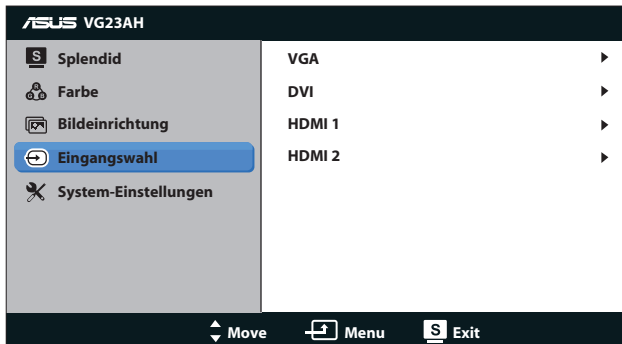 ASUS VG23AH
S Splendid
Farbe
Bildeinrichtung
Eingangswahl
System-Einstellungen
VGA
DVI
HDMI 1
HDMI 2
Move Menu S Exit